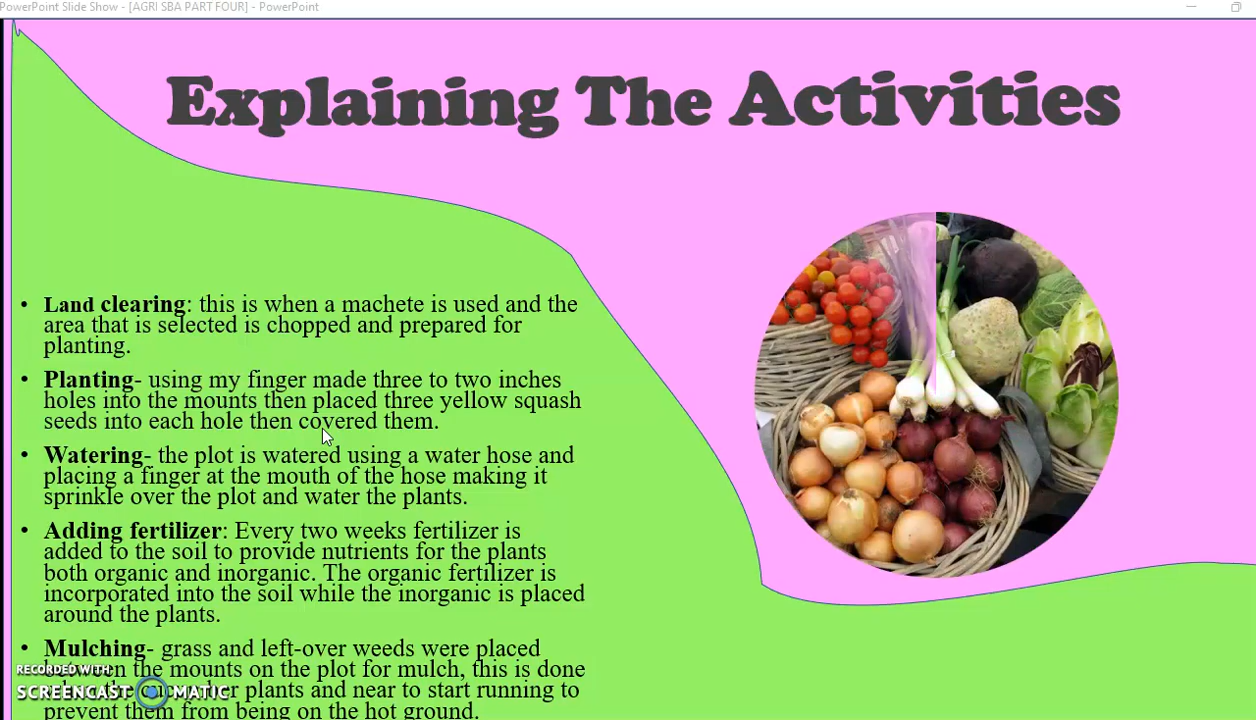 PowerPoint Slide Show - [AGRI SBA PART FOUR] - PowerPoint
Explaining The Activities
• Land clearing: this is when a machete is used and the
area that is selected is chopped and prepared for
planting.
• Planting- using my finger made three to two inches
holes into the mounts then placed three yellow squash
seeds into each hole then covered them.
• Watering- the plot is watered using a water hose and
placing a finger at the mouth of the hose making it
sprinkle over the plot and water the plants.
• Adding fertilizer: Every two weeks fertilizer is
added to the soil to provide nutrients for the plants
both organic and inorganic. The organic fertilizer is
incorporated into the soil while the inorganic is placed
around the plants.
• Mulching- grass and left-over weeds were placed
between the mounts on the plot for mulch, this is done
plants and near to start running to
prevent them from being on the hot ground.
RECORDED WITH
SCREENCAST MATIC